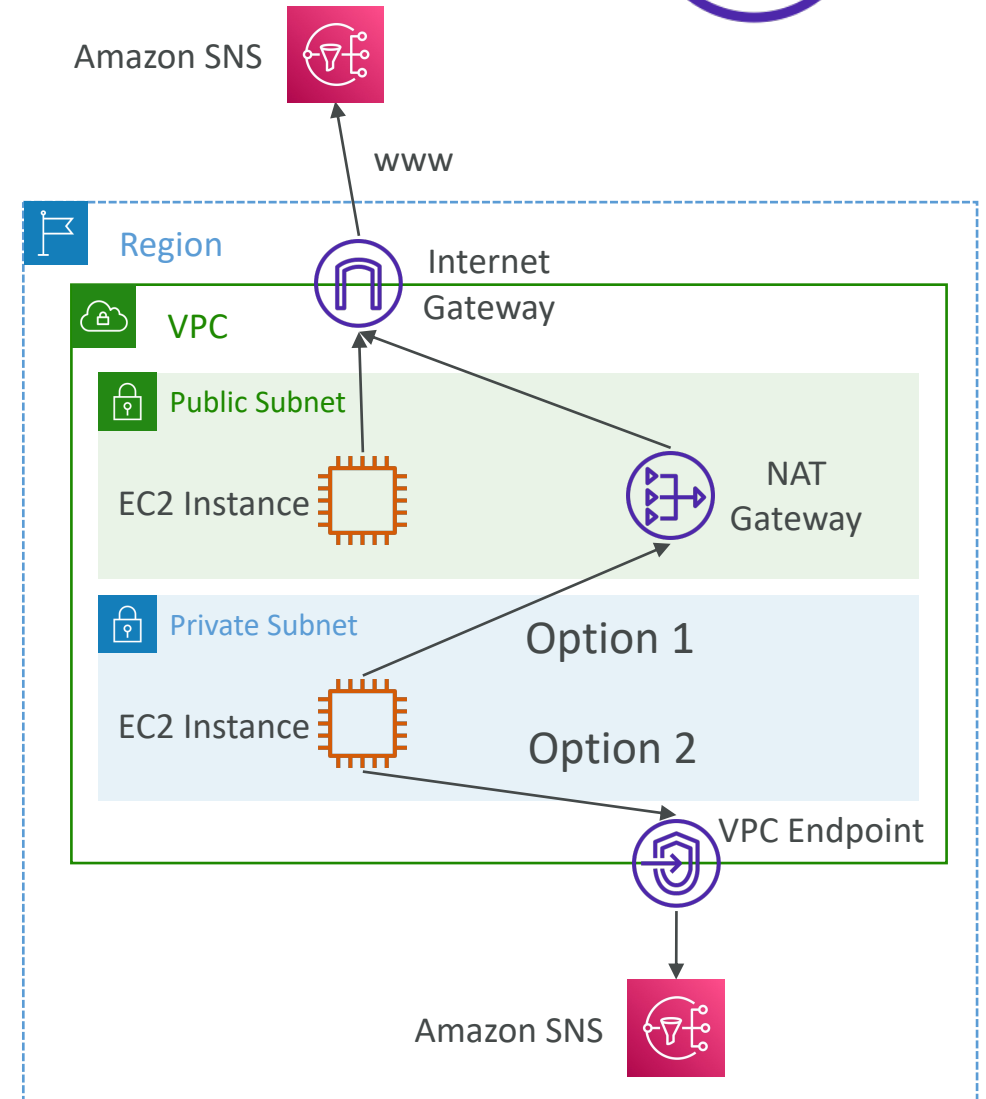 Amazon SNS
www
Region
Internet
Gateway
VPC
Public Subnet
EC2 Instance
NAT
Gateway
Private Subnet
Option 1
EC2 Instance
Option 2
VPC Endpoint
Amazon SNS